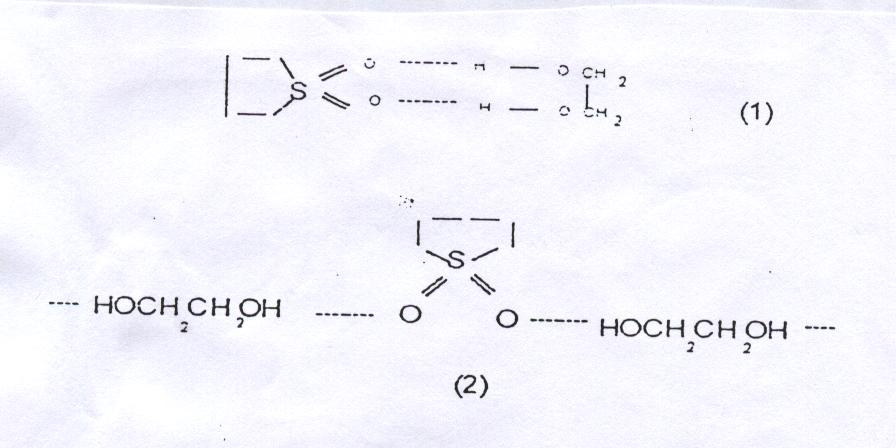 O H O CH2
S (1)
O H O CH2
S
O O
HOCH2CH2OH HOCH2CH2OH
(2)